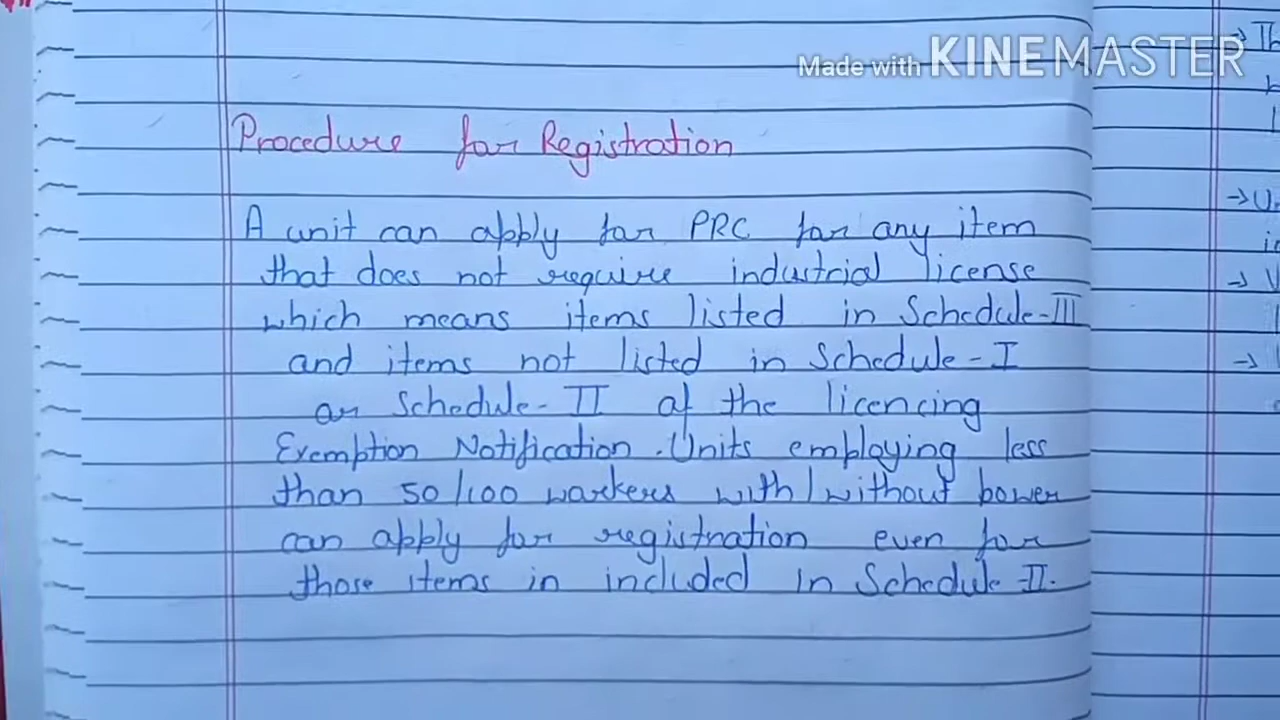 Made with KINEMASTER
Procedure for Registration
A unit can apply for PRC for any item
that does not require industrial license
which means items listed in Schedule-III
and items not listed in Schedule-I
or Schedule-II of the licencing
Exemption Notification. Units employing less
than 50/100 workers with/without power
can apply for registration even for
those items in included in Schedule-II.